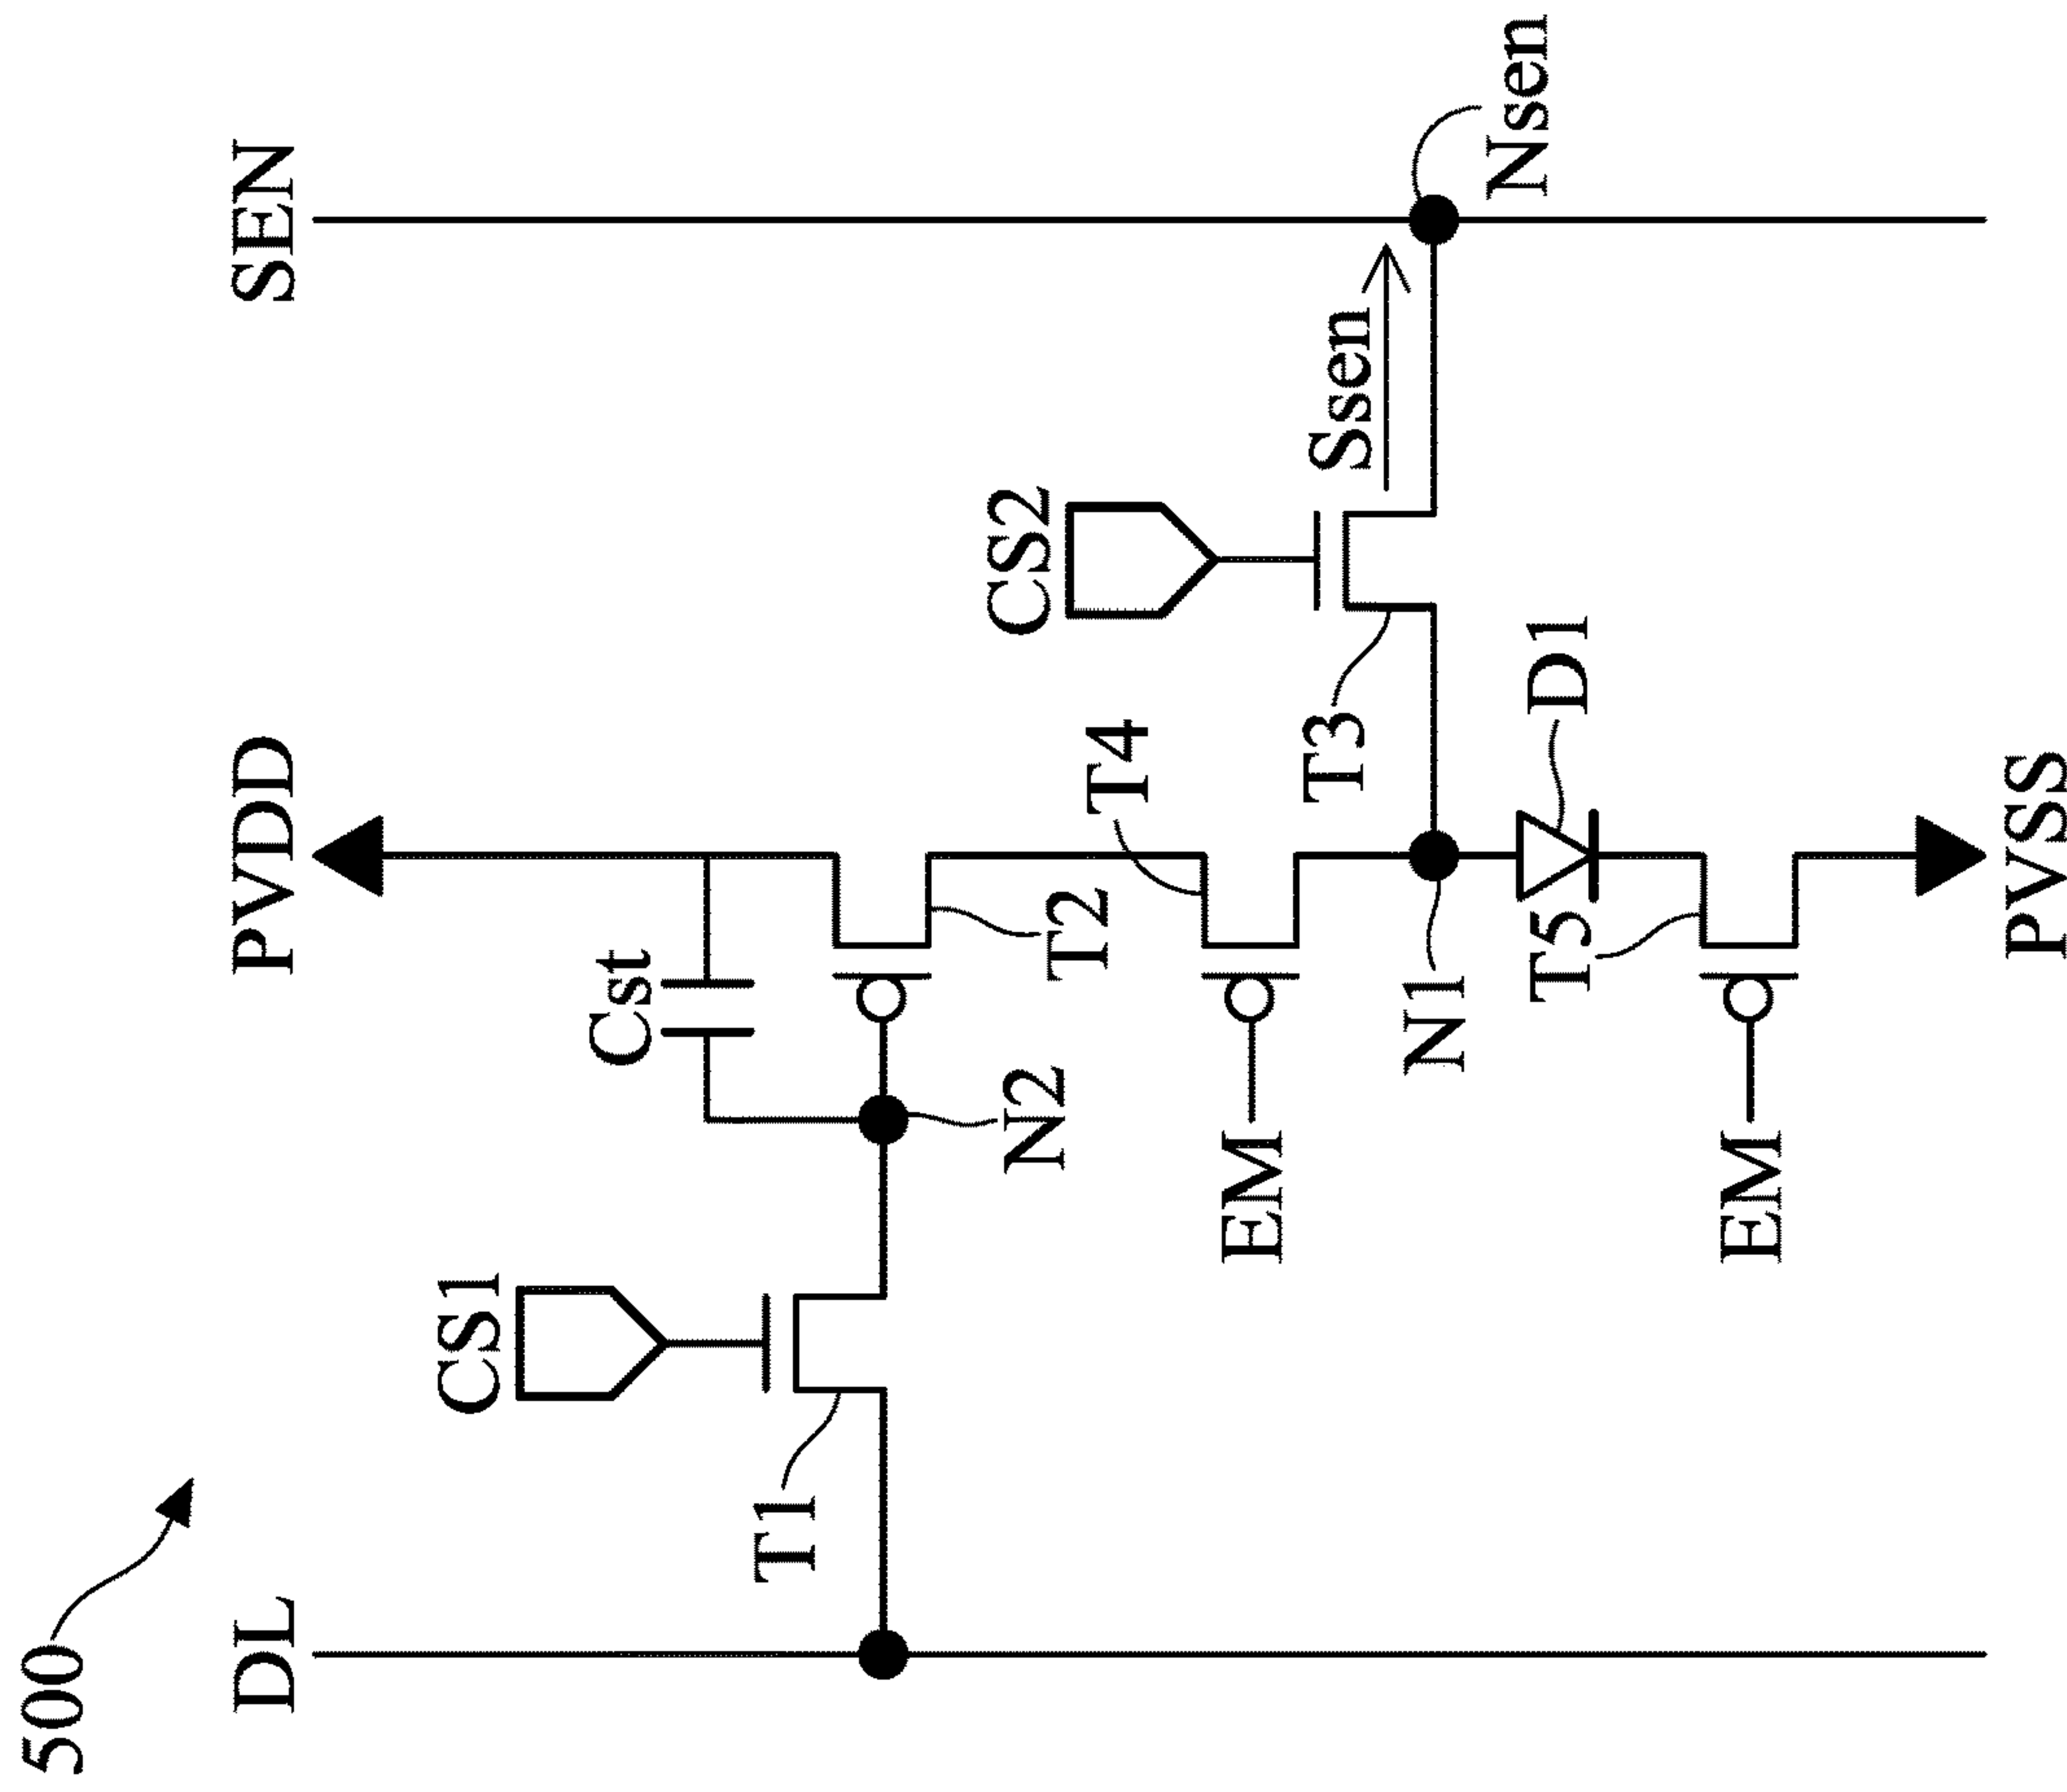 500
DL
PVDD
SEN
CS1
Cst
T1
N2
T2
CS2
T4
EM
T3
Ssen
N1
Nsen
T5
D1
EM
PVSS